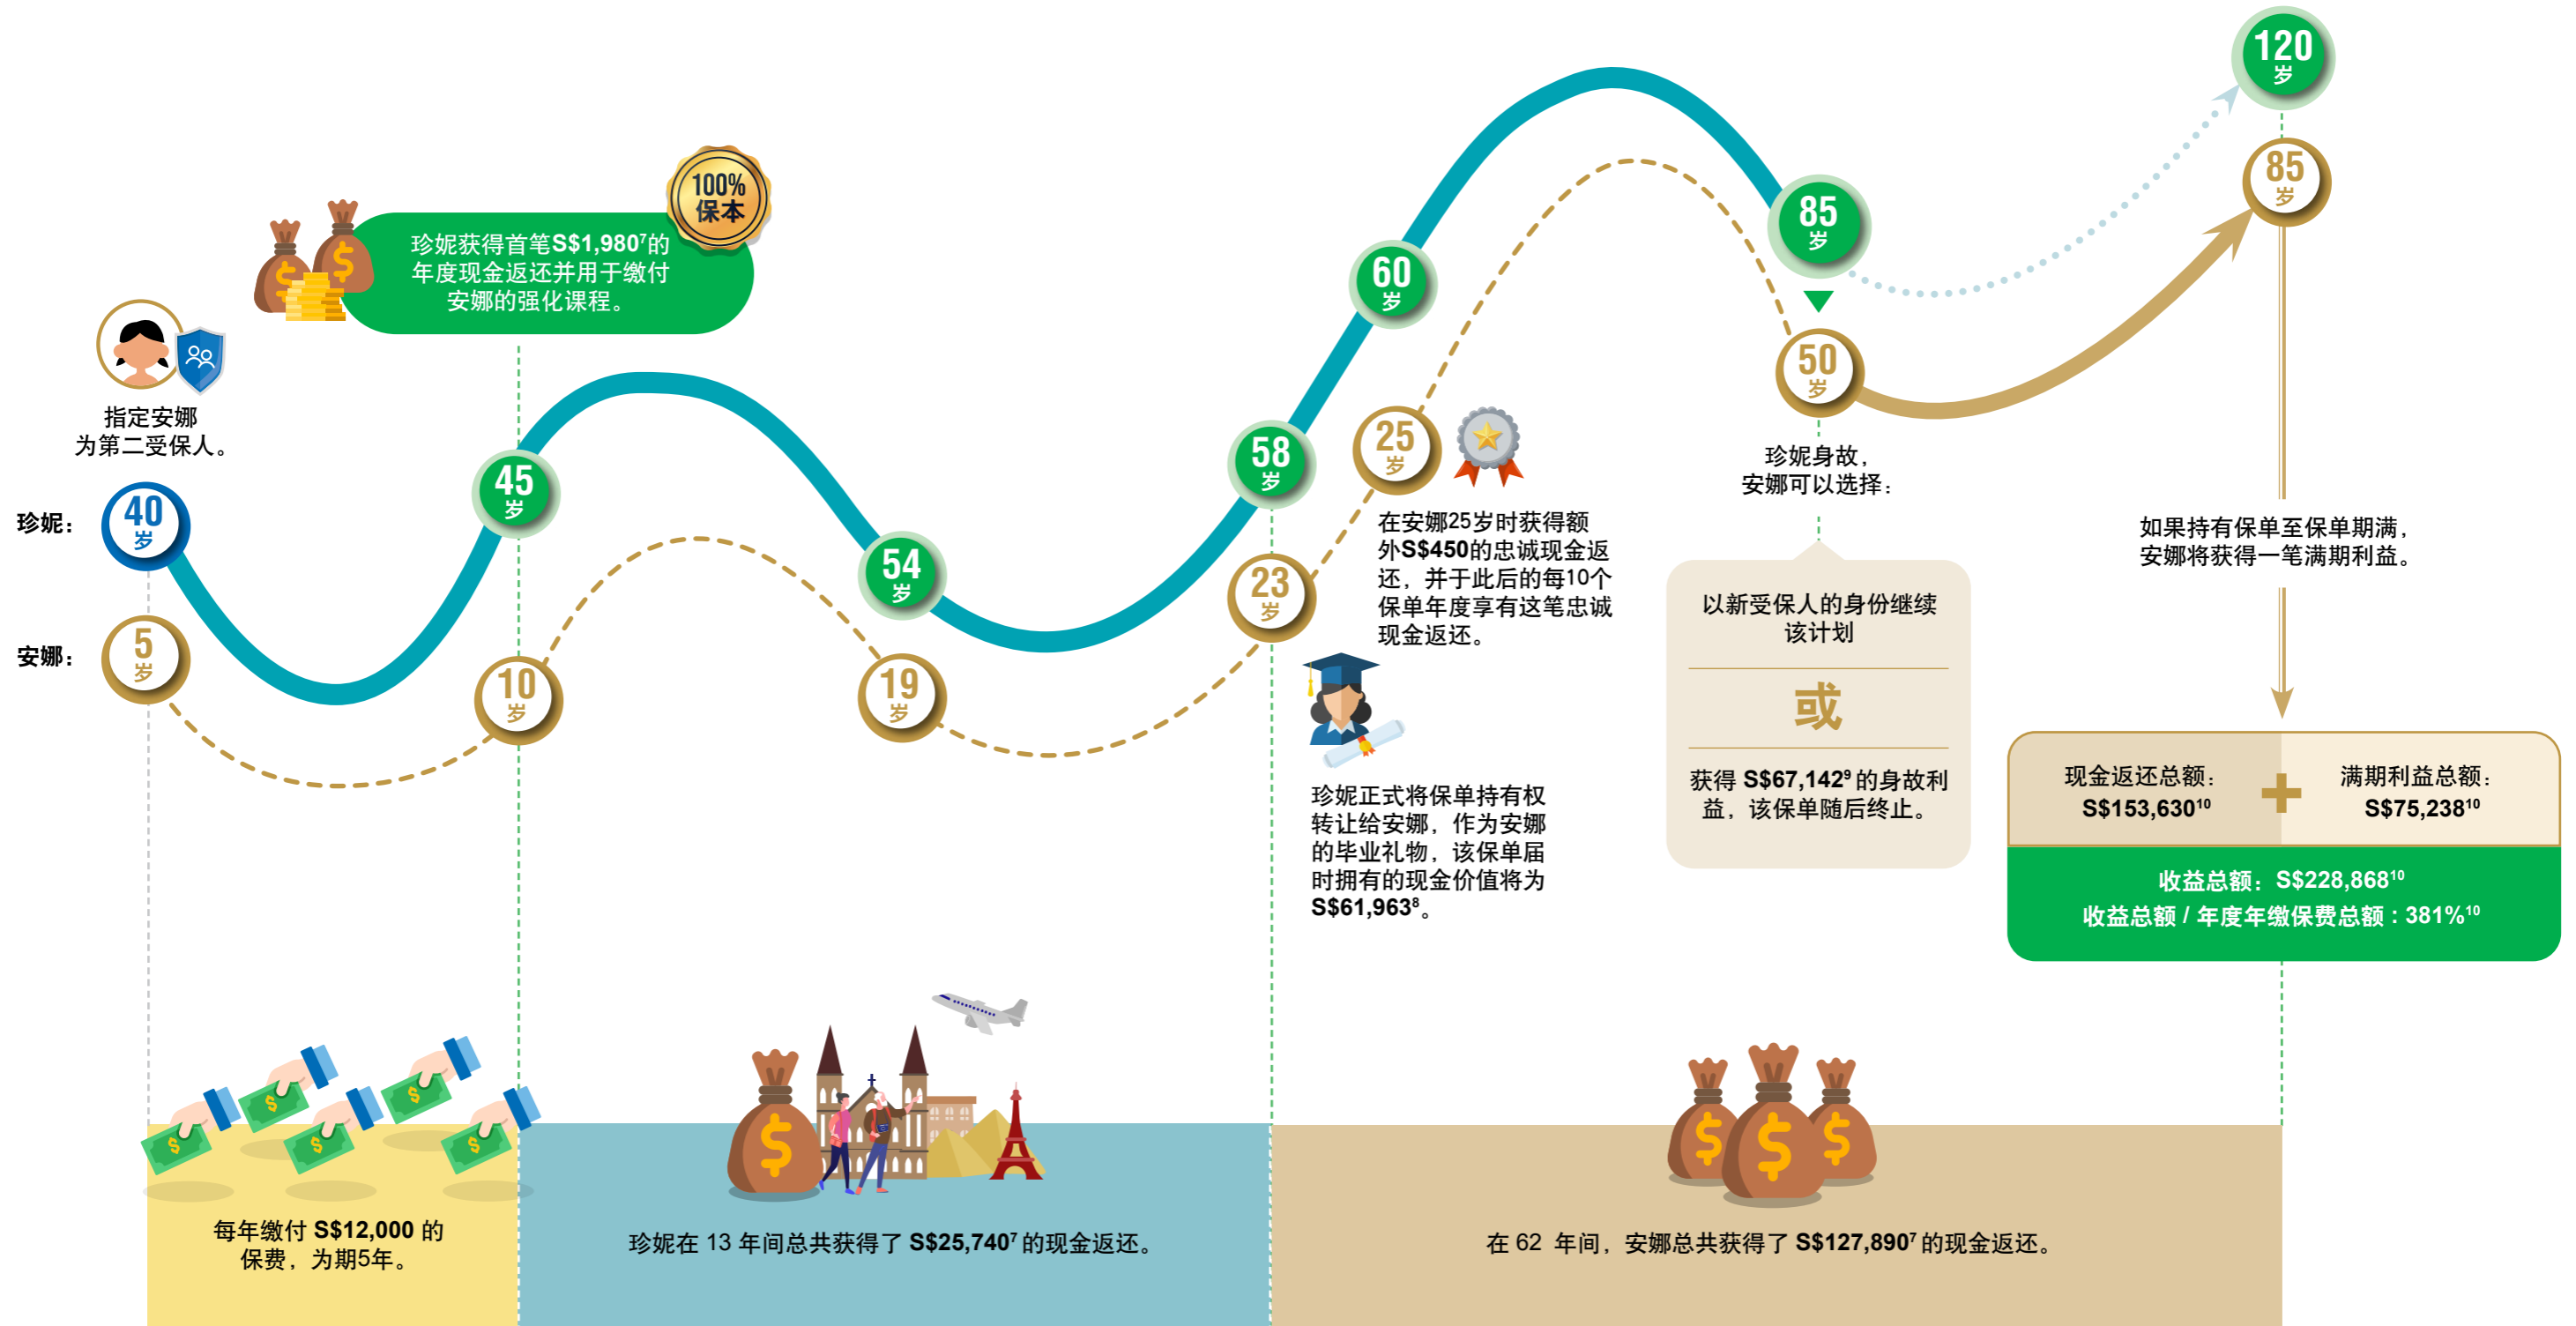 120
岁
85
岁
100%
保本
珍妮获得首笔S$1,980⁷的
年度现金返还并用于缴付
安娜的强化课程。
85
岁
60
岁
50
岁
指定安娜
为第二受保人。
珍妮：
40
岁
45
岁
54
岁
58
岁
25
岁
在安娜25岁时获得额
外S$450的忠诚现金返
还，并于此后的每10个
保单年度享有这笔忠诚
现金返还。
珍妮身故，
安娜可以选择：
以新受保人的身份继续
该计划
或
获得 S$67,142⁹ 的身故利
益，该保单随后终止。
如果持有保单至保单期满，
安娜将获得一笔满期利益。
安娜：
5
岁
10
岁
19
岁
23
岁
珍妮正式将保单持有权
转让给安娜，作为安娜
的毕业礼物，该保单届
时拥有的现金价值将为
S$61,963⁸。
现金返还总额：
S$153,630¹⁰
+
满期利益总额：
S$75,238¹⁰
收益总额：S$228,868¹⁰
收益总额 / 年度年缴保费总额：381%¹⁰
每年缴付 S$12,000 的
保费，为期5年。
珍妮在 13 年间总共获得了 S$25,740⁷ 的现金返还。
在 62 年间，安娜总共获得了 S$127,890⁷ 的现金返还。